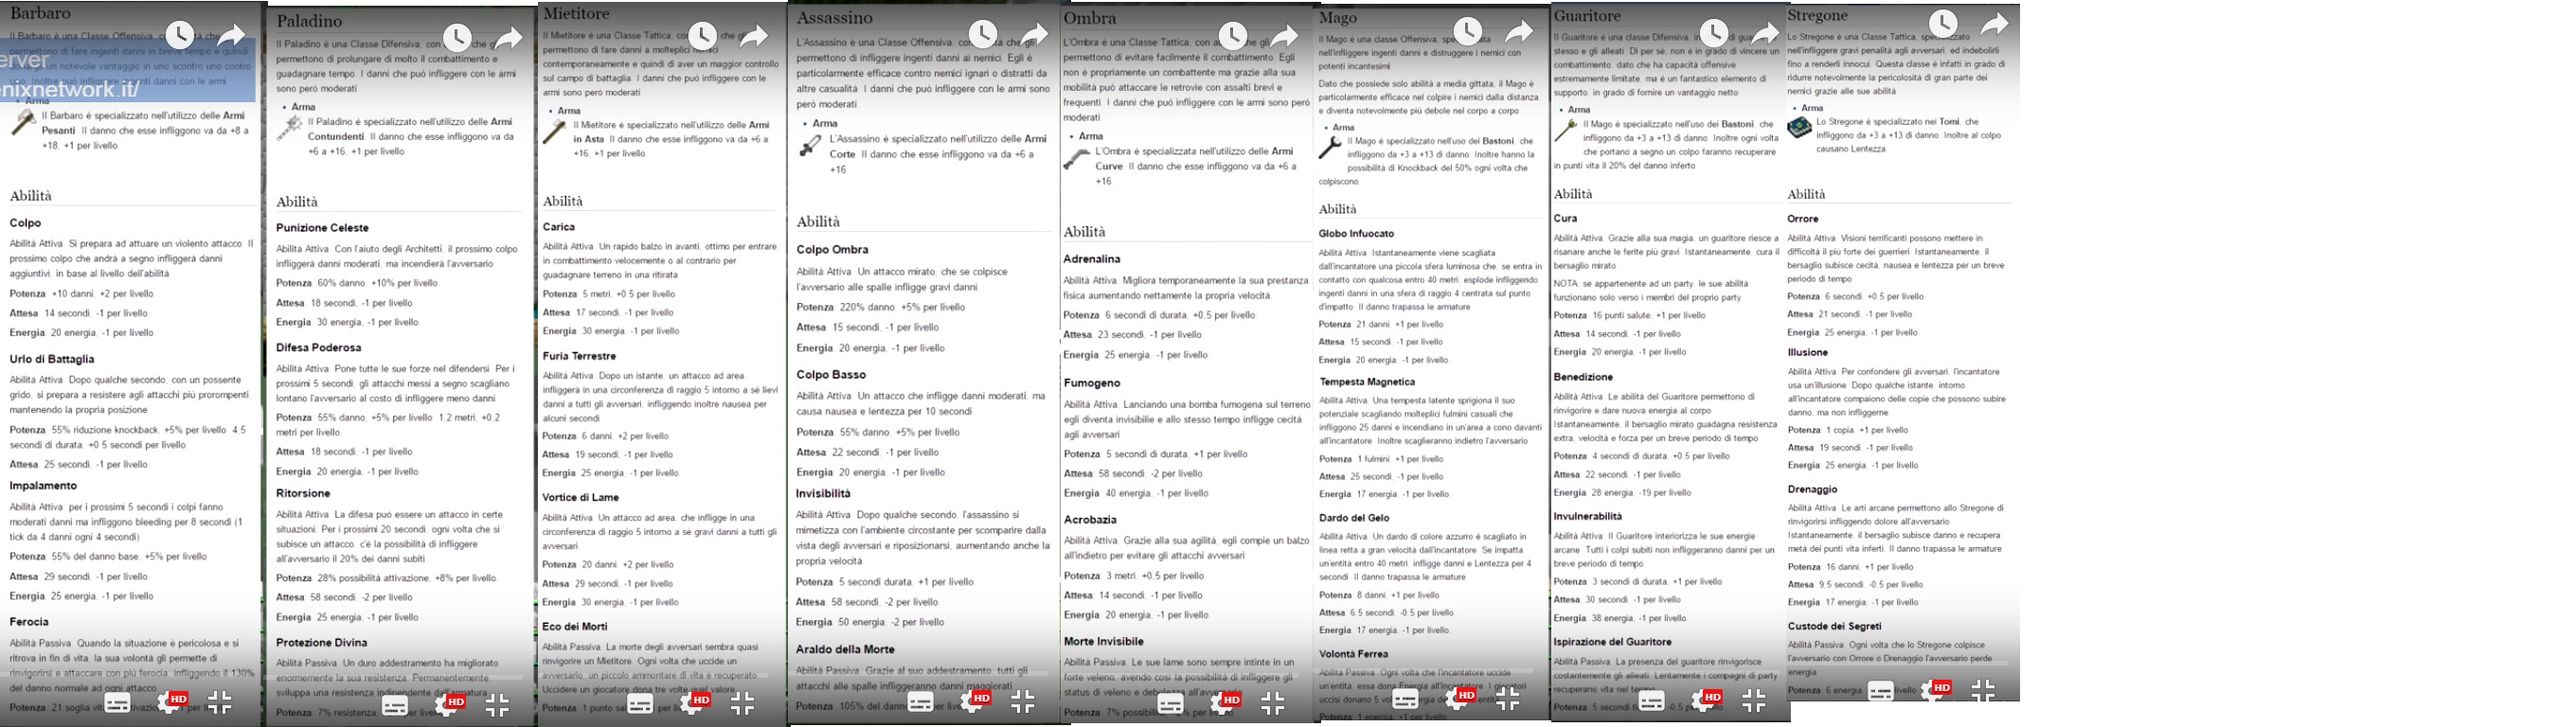 Barbaro
Il Barbaro è una Classe Offensiva, che
permettono di fare ingenti danni in breve tempo e quindi
un notevole vantaggio in uno scontro uno contro
uno. Inoltre può infliggere danni con le armi
erver
enixnetwork.it/
• Arma
Il Barbaro è specializzato nell'utilizzo delle Armi
Pesanti. Il danno che esse infliggono va da +8 a
+18, +1 per livello.
Abilità
Colpo
Abilità Attiva. Si prepara ad attuare un violento attacco. Il
prossimo colpo che andrà a segno infliggerà danni
aggiuntivi, in base al livello dell'abilità.
Potenza +10 danni, +2 per livello
Attesa 14 secondi, -1 per livello
Energia 20 energia, -1 per livello
Urlo di Battaglia
Abilità Attiva. Dopo qualche secondo, con un possente
grido, si prepara a resistere agli attacchi più prorompenti,
mantenendo la propria posizione
Potenza 55% riduzione knockback, +5% per livello. 4.5
secondi di durata, +0.5 secondi per livello
Attesa 25 secondi, -1 per livello
Impalamento
Abilità Attiva. per i prossimi 5 secondi i colpi fanno
moderati danni ma infliggono bleeding per 8 secondi (1
tick da 4 danni ogni 4 secondi)
Potenza 55% del danno base, +5% per livello
Attesa 29 secondi, -1 per livello
Energia 25 energia, -1 per livello
Ferocia
Abilità Passiva. Quando la situazione è pericolosa e si
ritrova in fin di vita, la sua volontà gli permette di
rinvigorirsi e attaccare con più ferocia. Infliggendo il 130%
del danno normale ad ogni attacco
Potenza 21 soglia
HD
Paladino
Il Paladino è una Classe Difensiva, con che
permettono di prolungare di molto il combattimento e
guadagnare tempo. I danni che può infliggere con le armi
sono però moderati
• Arma
Il Paladino è specializzato nell'utilizzo delle Armi
Contundenti. Il danno che esse infliggono va da
+6 a +16, +1 per livello.
Abilità
Punizione Celeste
Abilità Attiva. Con l'aiuto degli Architetti, il prossimo colpo
infliggerà danni moderati, ma incendierà l'avversario
Potenza 60% danno, +10% per livello
Attesa 18 secondi, -1 per livello
Energia 30 energia, -1 per livello
Difesa Poderosa
Abilità Attiva. Pone tutte le sue forze nel difendersi. Per i
prossimi 5 secondi, gli attacchi messi a segno scagliano
lontano l'avversario al costo di infliggere meno danni
Potenza 55% danno, +5% per livello. 1.2 metri, +0.2
metri per livello
Attesa 18 secondi, -1 per livello
Energia 20 energia, -1 per livello
Ritorsione
Abilità Attiva. La difesa può essere un attacco in certe
situazioni. Per i prossimi 20 secondi, ogni volta che si
subisce un attacco, c'è la possibilità di infliggere
all'avversario il 20% dei danni subiti
Potenza 28% possibilità attivazione, +8% per livello.
Attesa 58 secondi, -2 per livello
Energia 25 energia, -1 per livello
Protezione Divina
Abilità Passiva. Un duro addestramento ha migliorato
enormemente la sua resistenza. Permanentemente,
sviluppa una resistenza indipendente dall'armatura
Potenza 7% resistenza
HD
Mietitore
Il Mietitore è una Classe Tattica, che gli
permettono di fare danni a molteplici nemici
contemporaneamente e quindi di aver un maggior controllo
sul campo di battaglia. I danni che può infliggere con le
armi sono però moderati
• Arma
Il Mietitore è specializzato nell'utilizzo delle Armi
in Asta. Il danno che esse infliggono va da +6 a
+16, +1 per livello.
Abilità
Carica
Abilità Attiva. Un rapido balzo in avanti, ottimo per entrare
in combattimento velocemente o al contrario per
guadagnare terreno in una ritirata
Potenza 5 metri, +0.5 per livello
Attesa 17 secondi, -1 per livello
Energia 30 energia, -1 per livello
Furia Terrestre
Abilità Attiva. Dopo un istante, un attacco ad area,
infliggerà in una circonferenza di raggio 5 intorno a sé lievi
danni a tutti gli avversari, infliggendo inoltre nausea per
alcuni secondi
Potenza 6 danni, +2 per livello
Attesa 19 secondi, -1 per livello
Energia 25 energia, -1 per livello
Vortice di Lame
Abilità Attiva. Un attacco ad area, che infligge in una
circonferenza di raggio 5 intorno a sé gravi danni a tutti gli
avversari
Potenza 20 danni, +2 per livello
Attesa 29 secondi, -1 per livello
Energia 30 energia, -1 per livello
Eco dei Morti
Abilità Passiva. La morte degli avversari sembra quasi
rinvigorire un Mietitore. Ogni volta che uccide un
avversario, un piccolo ammontare di vita è recuperato
Uccidere un giocatore dona tre volte quel valore
Potenza 1 punto
HD
Assassino
L'Assassino è una Classe Offensiva, che gli
permettono di infliggere ingenti danni ai nemici. Egli è
particolarmente efficace contro nemici ignari o distratti da
altre casualità. I danni che può infliggere con le armi sono
però moderati
• Arma
L'Assassino è specializzato nell'utilizzo delle Armi
Corte. Il danno che esse infliggono va da +6 a
+16
Abilità
Colpo Ombra
Abilità Attiva. Un attacco mirato, che se colpisce
l'avversario alle spalle infligge gravi danni
Potenza 220% danno, +5% per livello
Attesa 15 secondi, -1 per livello
Energia 20 energia, -1 per livello
Colpo Basso
Abilità Attiva. Un attacco che infligge danni moderati, ma
causa nausea e lentezza per 10 secondi
Potenza 55% danno, +5% per livello
Attesa 22 secondi, -1 per livello
Energia 20 energia, -1 per livello
Invisibilità
Abilità Attiva. Dopo qualche secondo, l'assassino si
mimetizza con l'ambiente circostante per scomparire dalla
vista degli avversari e riposizionarsi, aumentando anche la
propria velocità
Potenza 5 secondi durata, +1 per livello
Attesa 58 secondi, -2 per livello
Energia 50 energia, -2 per livello
Araldo della Morte
Abilità Passiva. Grazie al suo addestramento, tutti gli
attacchi alle spalle infliggeranno danni maggiorati
Potenza 105% del danno
HD
Ombra
L'Ombra è una Classe Tattica, con che gli
permettono di evitare facilmente il combattimento. Egli
non è propriamente un combattente ma grazie alla sua
mobilità può attaccare le retrovie con assalti brevi e
frequenti. I danni che può infliggere con le armi sono però
moderati
• Arma
L'Ombra è specializzata nell'utilizzo delle Armi
Curve. Il danno che esse infliggono va da +6 a
+16
Abilità
Adrenalina
Abilità Attiva. Migliora temporaneamente la sua prestanza
fisica aumentando nettamente la propria velocità
Potenza 6 secondi di durata, +0.5 per livello
Attesa 23 secondi, -1 per livello
Energia 25 energia, -1 per livello
Fumogeno
Abilità Attiva. Lanciando una bomba fumogena sul terreno,
egli diventa invisibilie e allo stesso tempo infligge cecità
agli avversari
Potenza 5 secondi di durata, +1 per livello
Attesa 58 secondi, -2 per livello
Energia 40 energia, -1 per livello
Acrobazia
Abilità Attiva. Grazie alla sua agilità, egli compie un balzo
all'indietro per evitare gli attacchi avversari
Potenza 3 metri, +0.5 per livello
Attesa 14 secondi, -1 per livello
Energia 20 energia, -1 per livello
Morte Invisibile
Abilità Passiva. Le sue lame sono sempre intinte in un
forte veleno, avendo così la possibilità di infliggere gli
status di veleno e debolezza all'avversario
Potenza 7% per livello
HD
Mago
Il Mago è una classe Offensiva,
nell'infliggere ingenti danni e distruggere i nemici con
potenti incantesimi
Dato che possiede solo abilità a media gittata, il Mago è
particolarmente efficace nel colpire i nemici dalla distanza,
e diventa notevolmente più debole nel corpo a corpo
• Arma
Il Mago è specializzato nell'uso dei Bastoni, che
infliggono da +3 a +13 di danno. Inoltre hanno la
possibilità di Knockback del 50% ogni volta che
colpiscono
Abilità
Globo Infuocato
Abilità Attiva. Istantaneamente viene scagliata
dall'incantatore una piccola sfera luminosa che, se entra in
contatto con qualcosa entro 40 metri, esplode infliggendo
ingenti danni in una sfera di raggio 4 centrata sul punto
d'impatto. Il danno trapassa le armature
Potenza 21 danni, +1 per livello
Attesa 15 secondi, -1 per livello
Energia 20 energia, -1 per livello
Tempesta Magnetica
Abilità Attiva. Una tempesta latente sprigiona il suo
potenziale scagliando molteplici fulmini casuali che
infliggono 25 danni e incendiano in un'area a cono davanti
all'incantatore. Inoltre scaglieranno indietro l'avversario
Potenza 1 fulmini, +1 per livello
Attesa 25 secondi, -1 per livello
Energia 17 energia, -1 per livello
Dardo del Gelo
Abilità Attiva. Un dardo di colore azzurro è scagliato in
linea retta a gran velocità dall'incantatore. Se impatta
un'entità entro 40 metri, infligge danni e Lentezza per 4
secondi. Il danno trapassa le armature
Potenza 8 danni, +1 per livello
Attesa 6.5 secondi, -0.5 per livello
Energia 17 energia, -1 per livello
Volontà Ferrea
Abilità Passiva. Ogni volta che l'incantatore uccide
un'entità, essa dona Energia all'incantatore. I giocatori
uccisi donano 5
Potenza 1 energia, +1 per livello
HD
Guaritore
Il Guaritore è una classe Difensiva, in grado di
stesso e gli alleati. Di per sé, non è in grado di vincere un
combattimento, dato che ha capacità offensive
estremamente limitate, ma è un fantastico elemento di
supporto, in grado di fornire un vantaggio netto
• Arma
Il Mago è specializzato nell'uso dei Bastoni, che
infliggono da +3 a +13 di danno. Inoltre ogni volta
che portano a segno un colpo faranno recuperare
in punti vita il 20% del danno inferto
Abilità
Cura
Abilità Attiva. Grazie alla sua magia, un guaritore riesce a
risanare anche le ferite più gravi. Istantaneamente, cura il
bersaglio mirato
NOTA: se appartenente ad un party, le sue abilità
funzionano solo verso i membri del proprio party
Potenza 16 punti salute, +1 per livello
Attesa 14 secondi, -1 per livello
Energia 20 energia, -1 per livello
Benedizione
Abilità Attiva. Le abilità del Guaritore permettono di
rinvigorire e dare nuova energia al corpo.
Istantaneamente, il bersaglio mirato guadagna resistenza
extra, velocità e forza per un breve periodo di tempo
Potenza 4 secondi di durata, +0.5 per livello
Attesa 22 secondi, -1 per livello
Energia 28 energia, -19 per livello
Invulnerabilità
Abilità Attiva. Il Guaritore interiorizza le sue energie
arcane. Tutti i colpi subiti non infliggeranno danni per un
breve periodo di tempo
Potenza 3 secondi di durata, +1 per livello
Attesa 30 secondi, -1 per livello
Energia 38 energia, -1 per livello
Ispirazione del Guaritore
Abilità Passiva. La presenza del guaritore rinvigorisce
costantemente gli alleati. Lentamente i compagni di party
recuperano vita nel tempo
Potenza 5 secondi -0.5 per
HD
Stregone
Lo Stregone è una classe Tattica,
nell'infliggere gravi penalità agli avversari, ed indebolirli
fino a renderli innocui. Questa classe è infatti in grado di
ridurre notevolmente la pericolosità di gran parte dei
nemici grazie alle sue abilità
• Arma
Lo Stregone è specializzato nei Tomi, che
infliggono da +3 a +13 di danno. Inoltre al colpo
causano Lentezza
Abilità
Orrore
Abilità Attiva. Visioni terrificanti possono mettere in
difficoltà il più forte dei guerrieri. Istantaneamente, il
bersaglio subisce cecità, nausea e lentezza per un breve
periodo di tempo
Potenza 6 secondi, +0.5 per livello
Attesa 21 secondi, -1 per livello
Energia 25 energia, -1 per livello
Illusione
Abilità Attiva. Per confondere gli avversari, l'incantatore
usa un'illusione. Dopo qualche istante, intorno
all'incantatore compaiono delle copie che possono subire
danno, ma non infliggerne
Potenza 1 copia, +1 per livello
Attesa 19 secondi, -1 per livello
Energia 25 energia, -1 per livello
Drenaggio
Abilità Attiva. Le arti arcane permettono allo Stregone di
rinvigorirsi infliggendo dolore all'avversario.
Istantaneamente, il bersaglio subisce danno e recupera
metà dei punti vita inferti. Il danno trapassa le armature
Potenza 16 danni, +1 per livello
Attesa 9.5 secondi, -0.5 per livello
Energia 17 energia, -1 per livello
Custode dei Segreti
Abilità Passiva. Ogni volta che lo Stregone colpisce
l'avversario con Orrore o Drenaggio l'avversario perde
energia
Potenza 6 energia, livello
HD